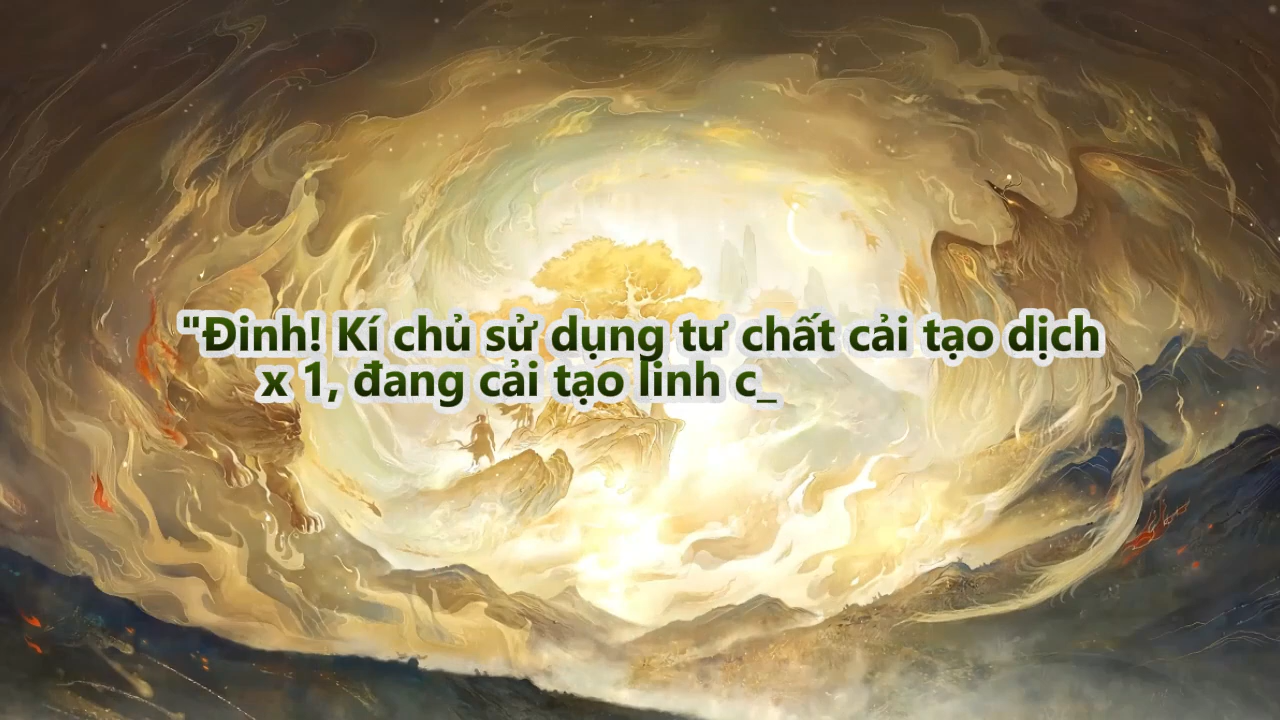 "Đinh! Kí chủ sử dụng tư chất cải tạo dịch
x 1, đang cải tạo linh c_